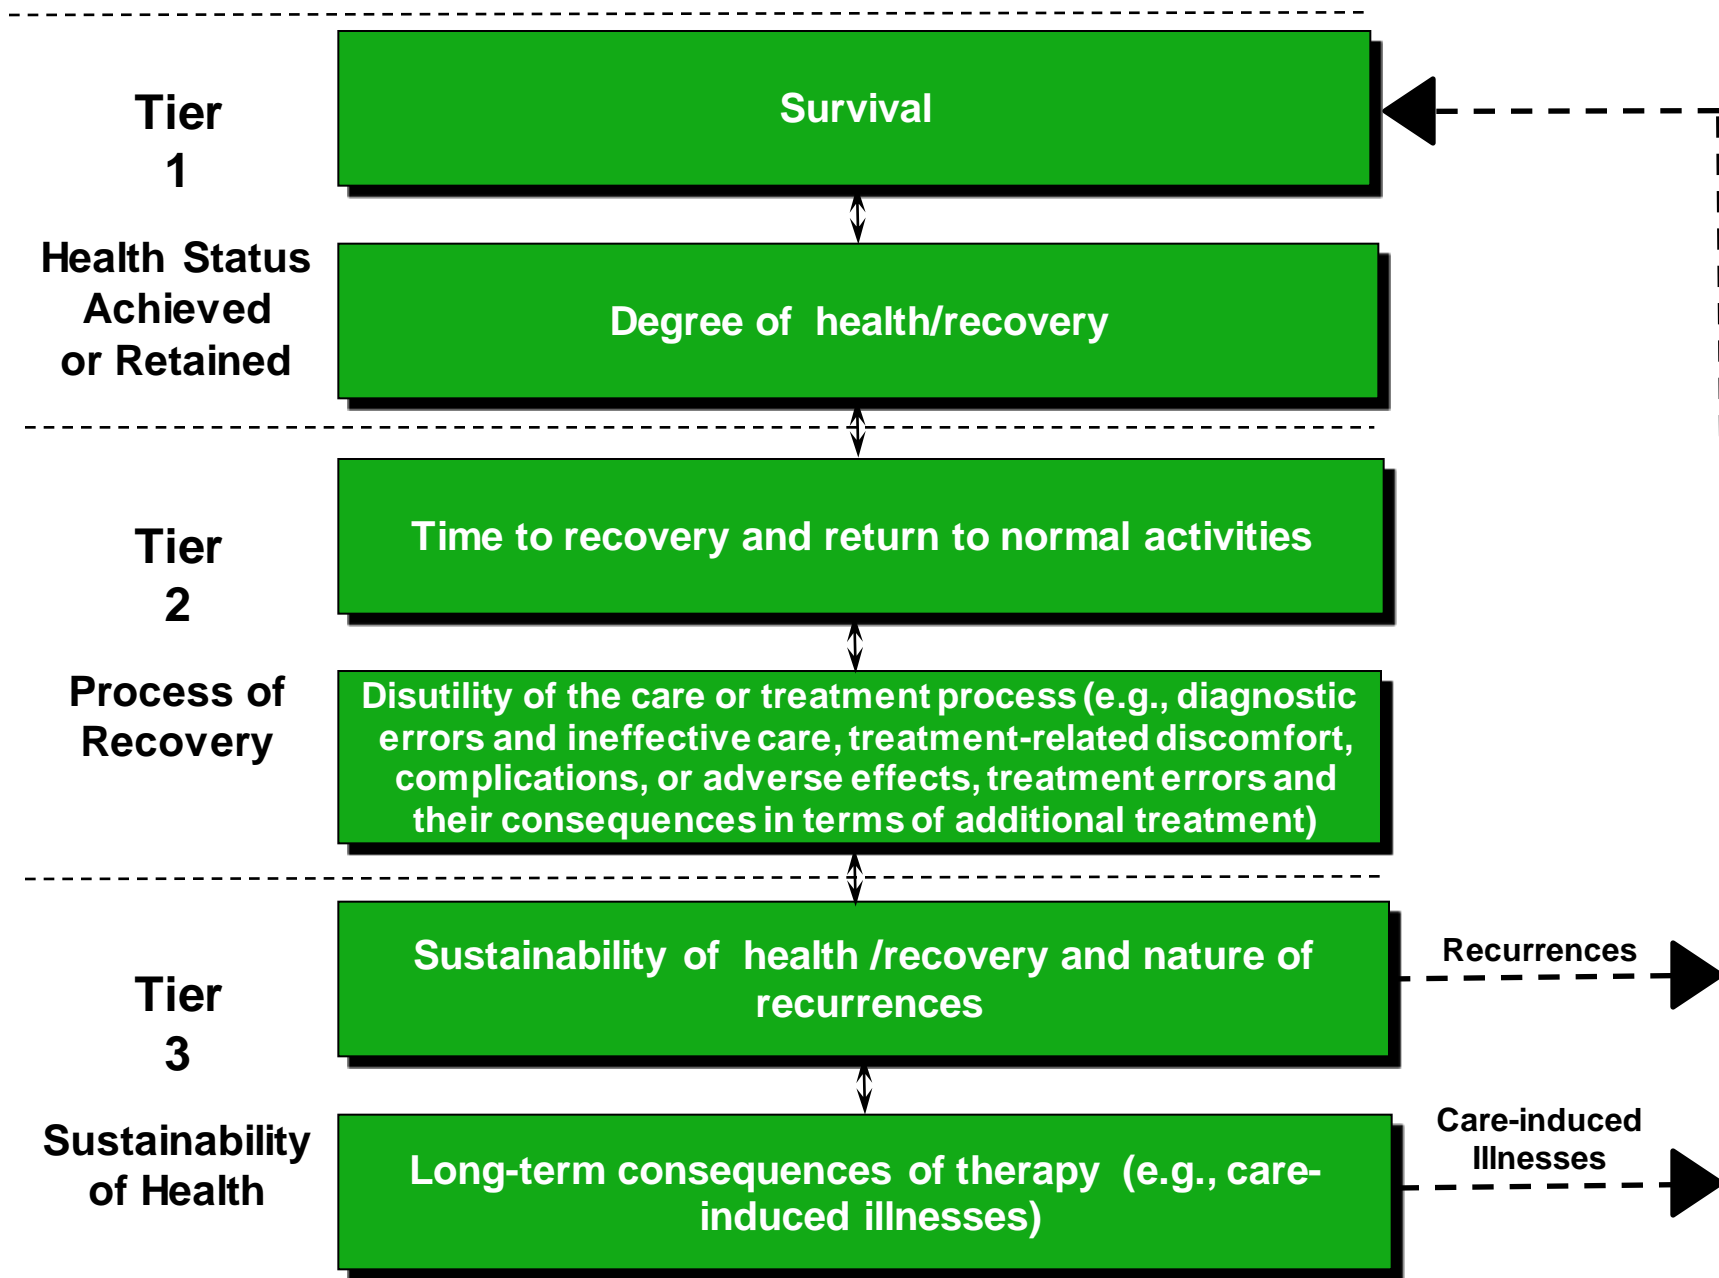 Tier
1
Survival
Health Status
Achieved
or Retained
Degree of health/recovery
Tier
2
Time to recovery and return to normal activities
Process of
Recovery
Disutility of the care or treatment process (e.g., diagnostic
errors and ineffective care, treatment-related discomfort,
complications, or adverse effects, treatment errors and
their consequences in terms of additional treatment)
Tier
3
Sustainability of health /recovery and nature of
recurrences
Recurrences
Sustainability
of Health
Long-term consequences of therapy (e.g., care-
induced illnesses)
Care-induced
Illnesses